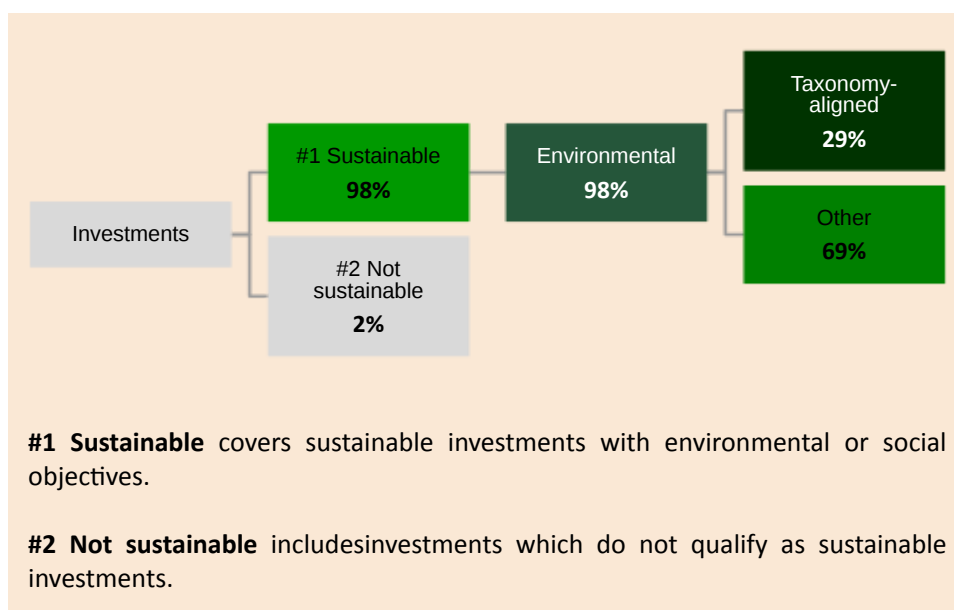 Investments
#1 Sustainable
98%
#2 Not
sustainable
2%
Environmental
98%
Taxonomy-
aligned
29%
Other
69%
#1 Sustainable covers sustainable investments with environmental or social
objectives.
#2 Not sustainable includesinvestments which do not qualify as sustainable
investments.